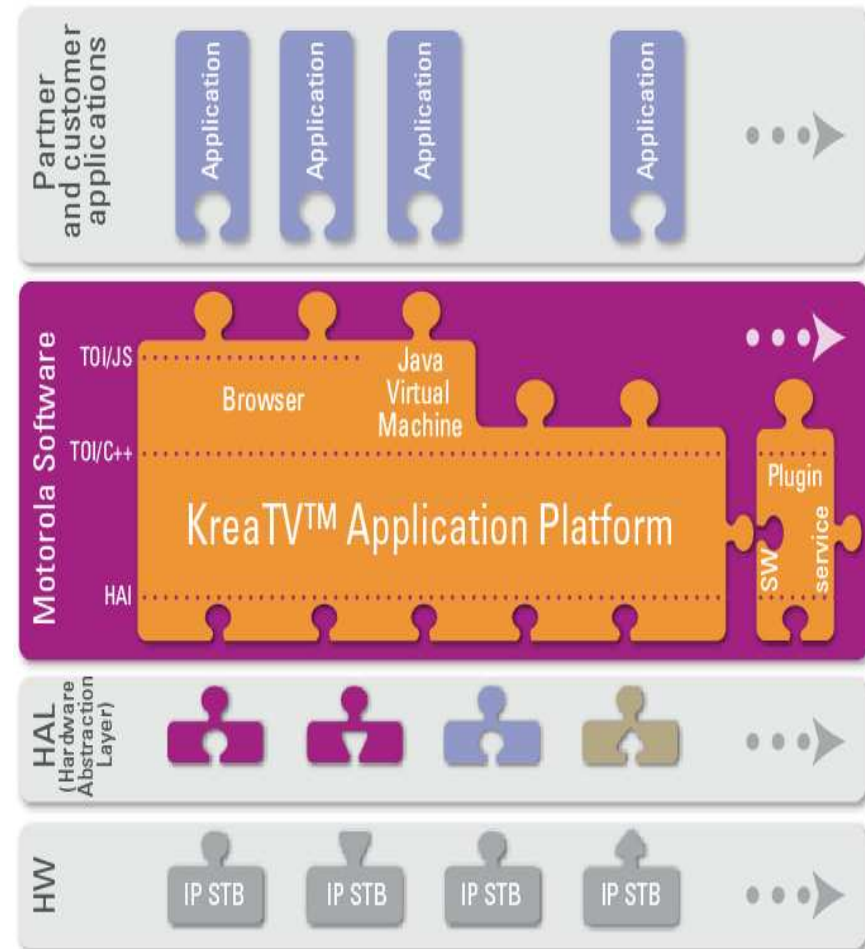 Partner
and customer
applications
Application
Application
Application
Application
Motorola Software
TOI/JS
Browser
Java
Virtual
Machine
TOI/C++
KreaTV™ Application Platform
HAI
Plugin
SW
service
HAL
(Hardware
Abstraction
Layer)
HW
IP STB
IP STB
IP STB
IP STB